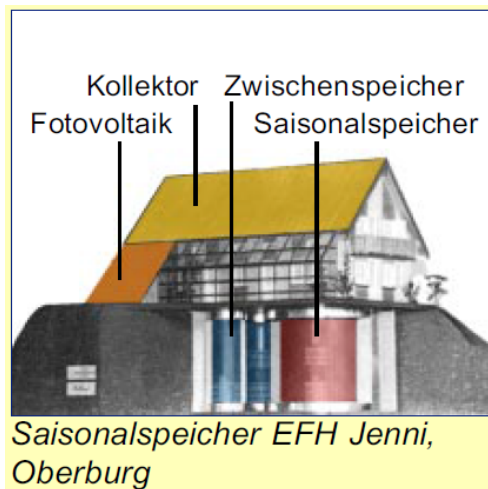 Kollektor Zwischenspeicher
Fotovoltaik Saisonalspeicher
Saisonalspeicher EFH Jenni,
Oberburg